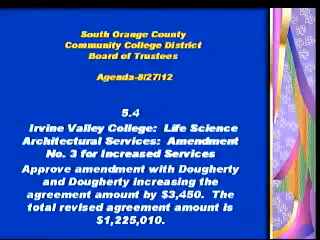 South Orange County
Community College District
Board of Trustees
Agenda-8/27/12
5.4
Irvine Valley College: Life Science
Architectural Services: Amendment
No. 3 for Increased Services
Approve amendment with Dougherty
and Dougherty increasing the
agreement amount by $3,450. The
total revised agreement amount is
$1,225,010.